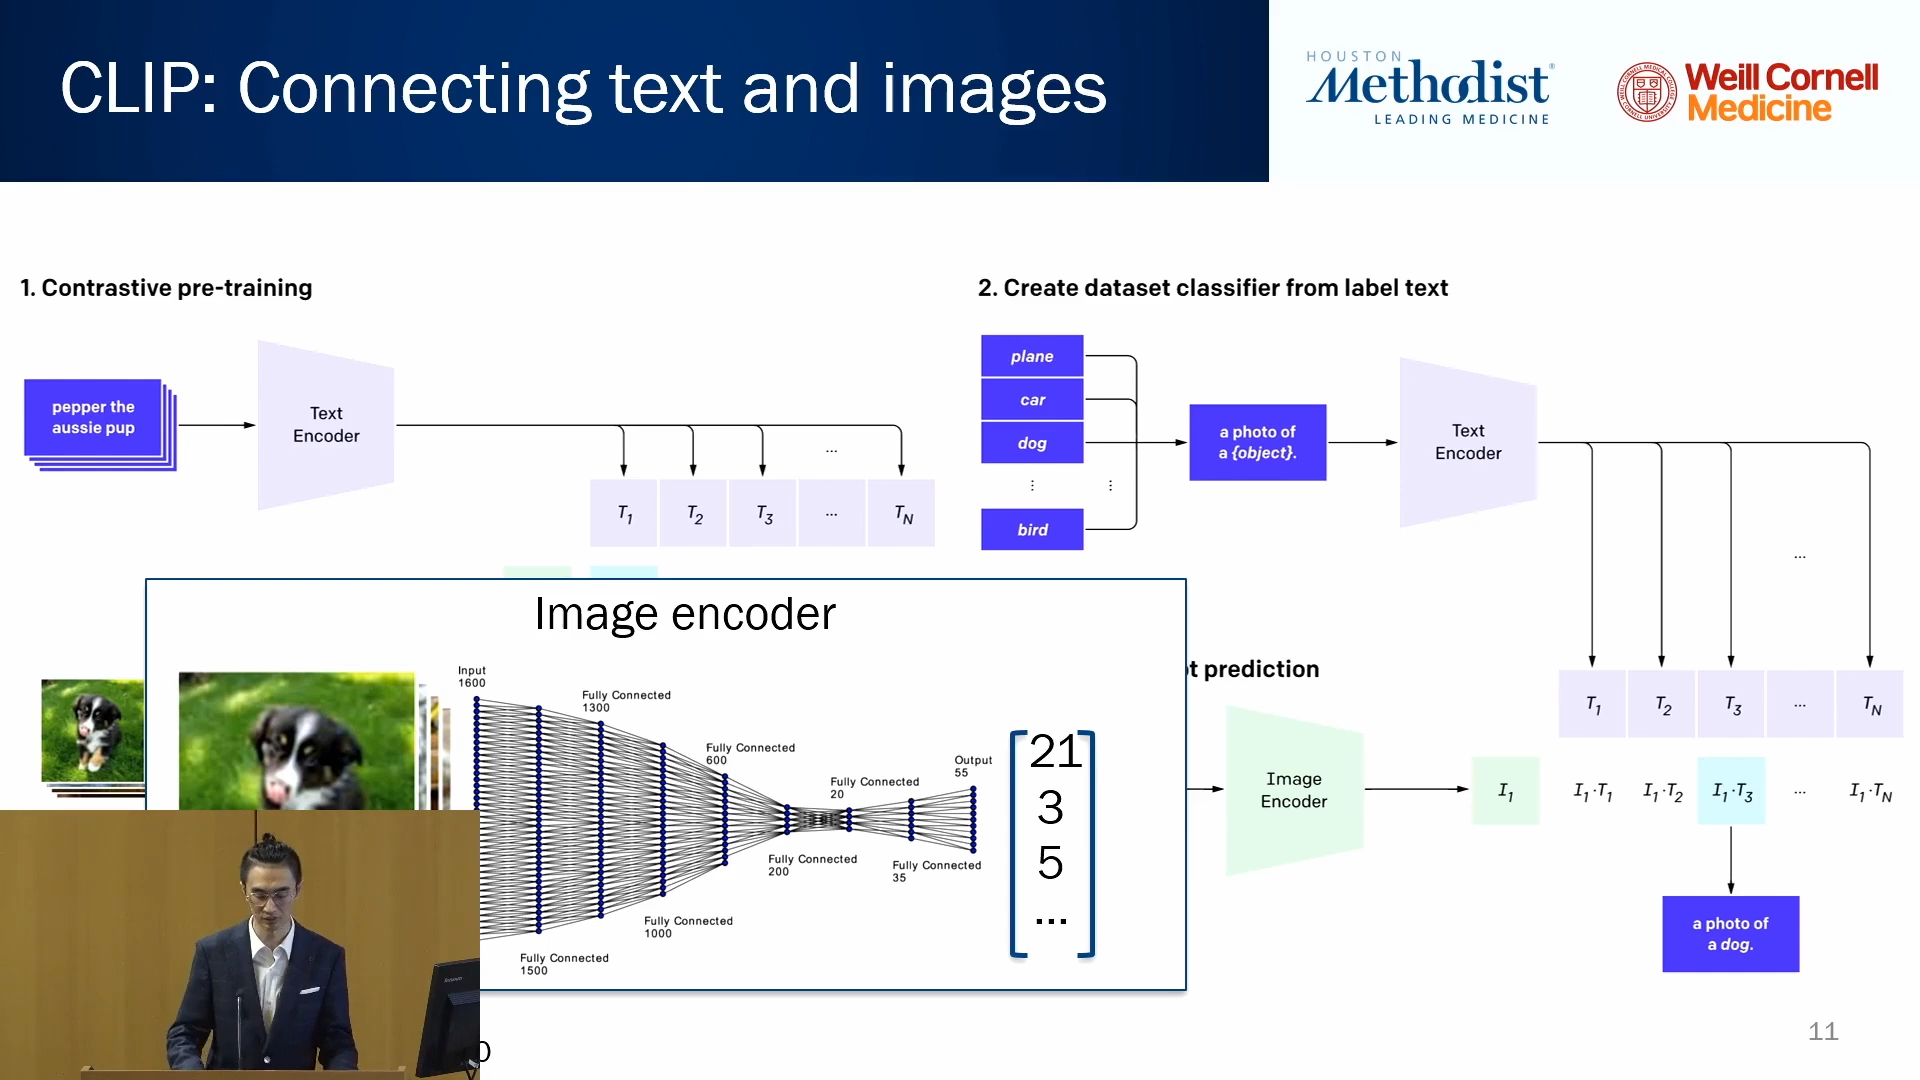 CLIP: Connecting text and images
HOUSTON
Methodist
LEADING MEDICINE
Weill Cornell
Medicine
1. Contrastive pre-training
pepper the
aussie pup
Text
Encoder
...
T1 T2 T3 ... TN
2. Create dataset classifier from label text
plane
car
dog
⋮ ⋮
bird
a photo of
a {object}.
Text
Encoder
...
Image encoder
Input
1600
Fully Connected
1300
Fully Connected
600
Fully Connected
20
Output
55
Fully Connected
200
Fully Connected
35
Fully Connected
1000
Fully Connected
1500
21
3
5
...
t prediction
T1 T2 T3 ... TN
Image
Encoder
I1
I1·T1 I1·T2 I1·T3 ... I1·TN
a photo of
a dog.
0
11